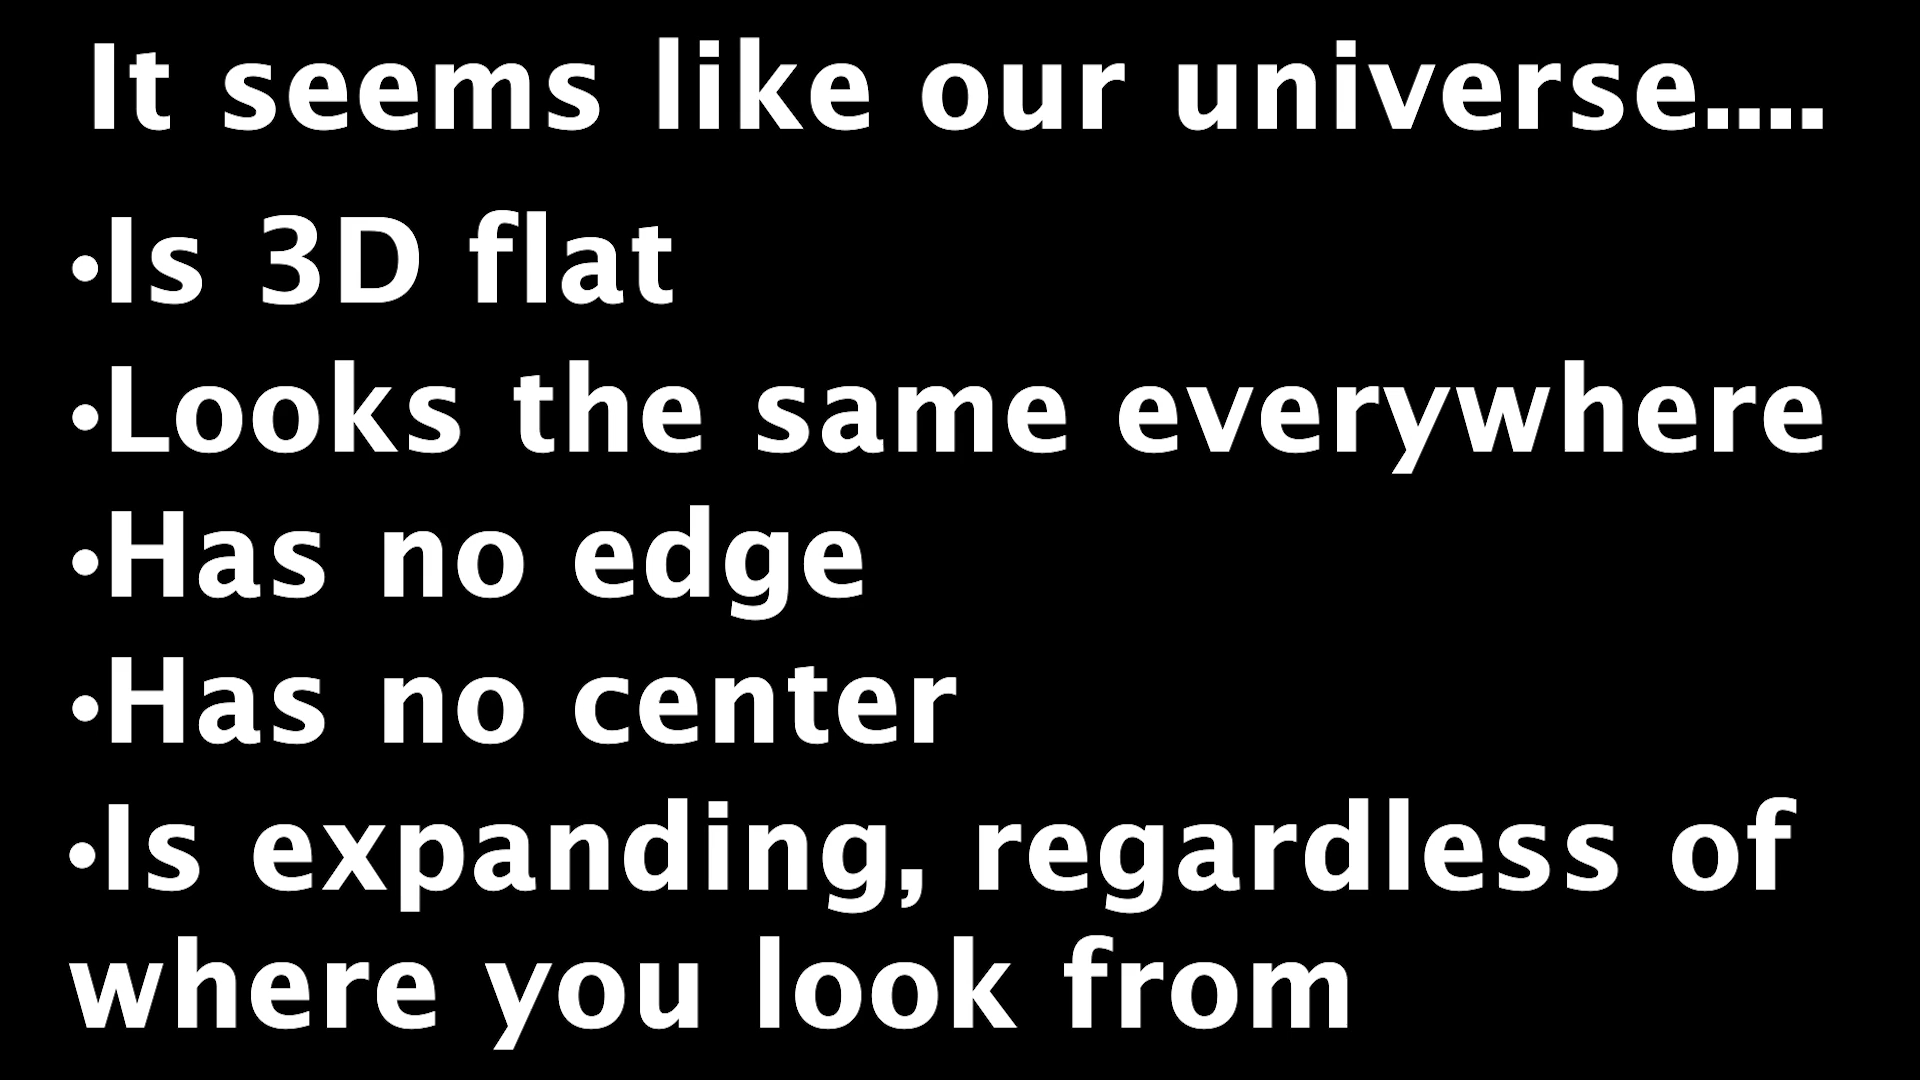 It seems like our universe....
•Is 3D flat
•Looks the same everywhere
•Has no edge
•Has no center
•Is expanding, regardless of
where you look from